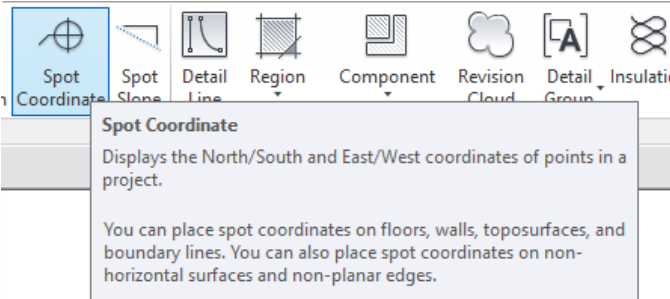 Spot Spot Detail Region Component Revision Detail
Coordinate Slope Line Cloud Group
Spot Coordinate
Displays the North/South and East/West coordinates of points in a
project.
You can place spot coordinates on floors, walls, toposurfaces, and
boundary lines. You can also place spot coordinates on non-
horizontal surfaces and non-planar edges.